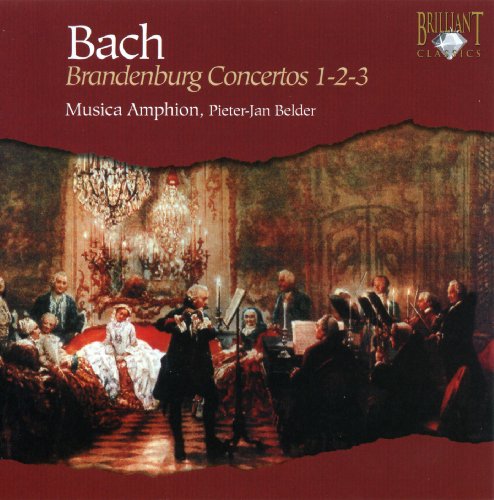 Bach
Brandenburg Concertos 1-2-3
Musica Amphion, Pieter-Jan Belder
BRILLIANT
CLASSICS